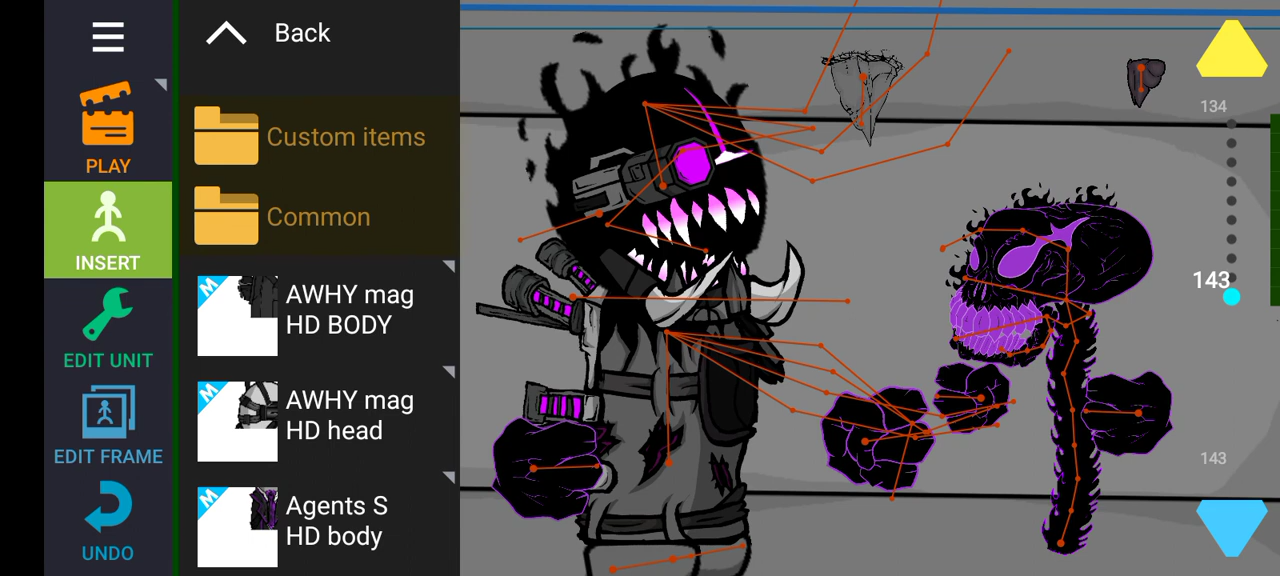 Back
PLAY
Custom items
INSERT
Common
AWHY mag
HD BODY
EDIT UNIT
AWHY mag
HD head
EDIT FRAME
Agents S
HD body
UNDO
M
M
M
134
143
143